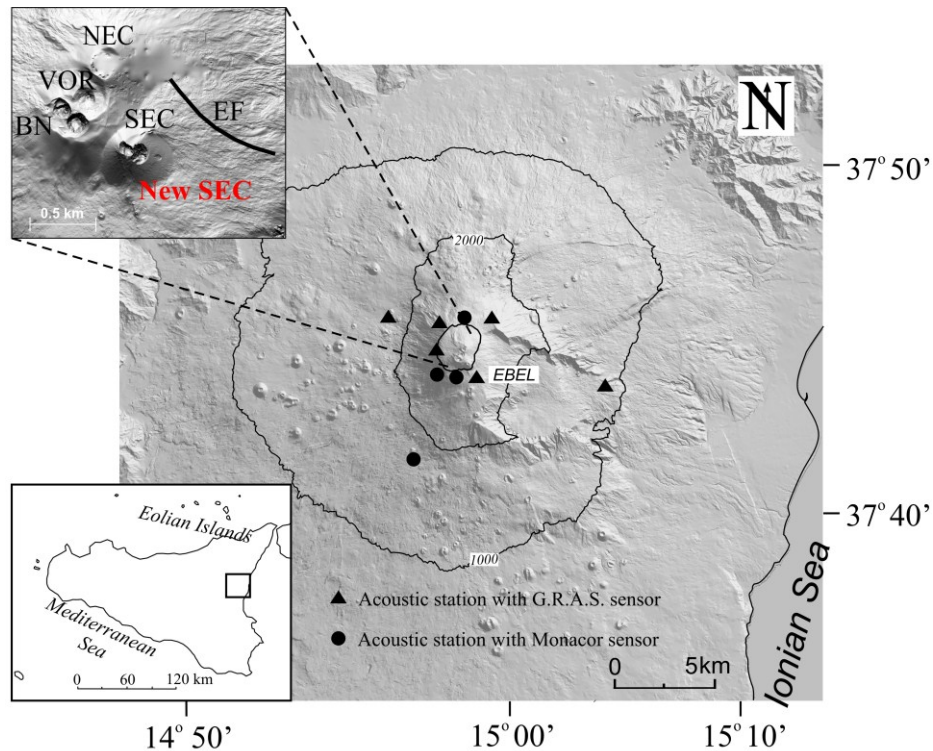 NEC
VOR
BN
SEC
EF
New SEC
0.5 km
N
37° 50'
2000
EBEL
37° 40'
1000
Eolian Islands
Mediterranean
Sea
0 60 120 km
Acoustic station with G.R.A.S. sensor
Acoustic station with Monacor sensor
0 5km
Ionian Sea
14° 50' 15° 00' 15° 10'